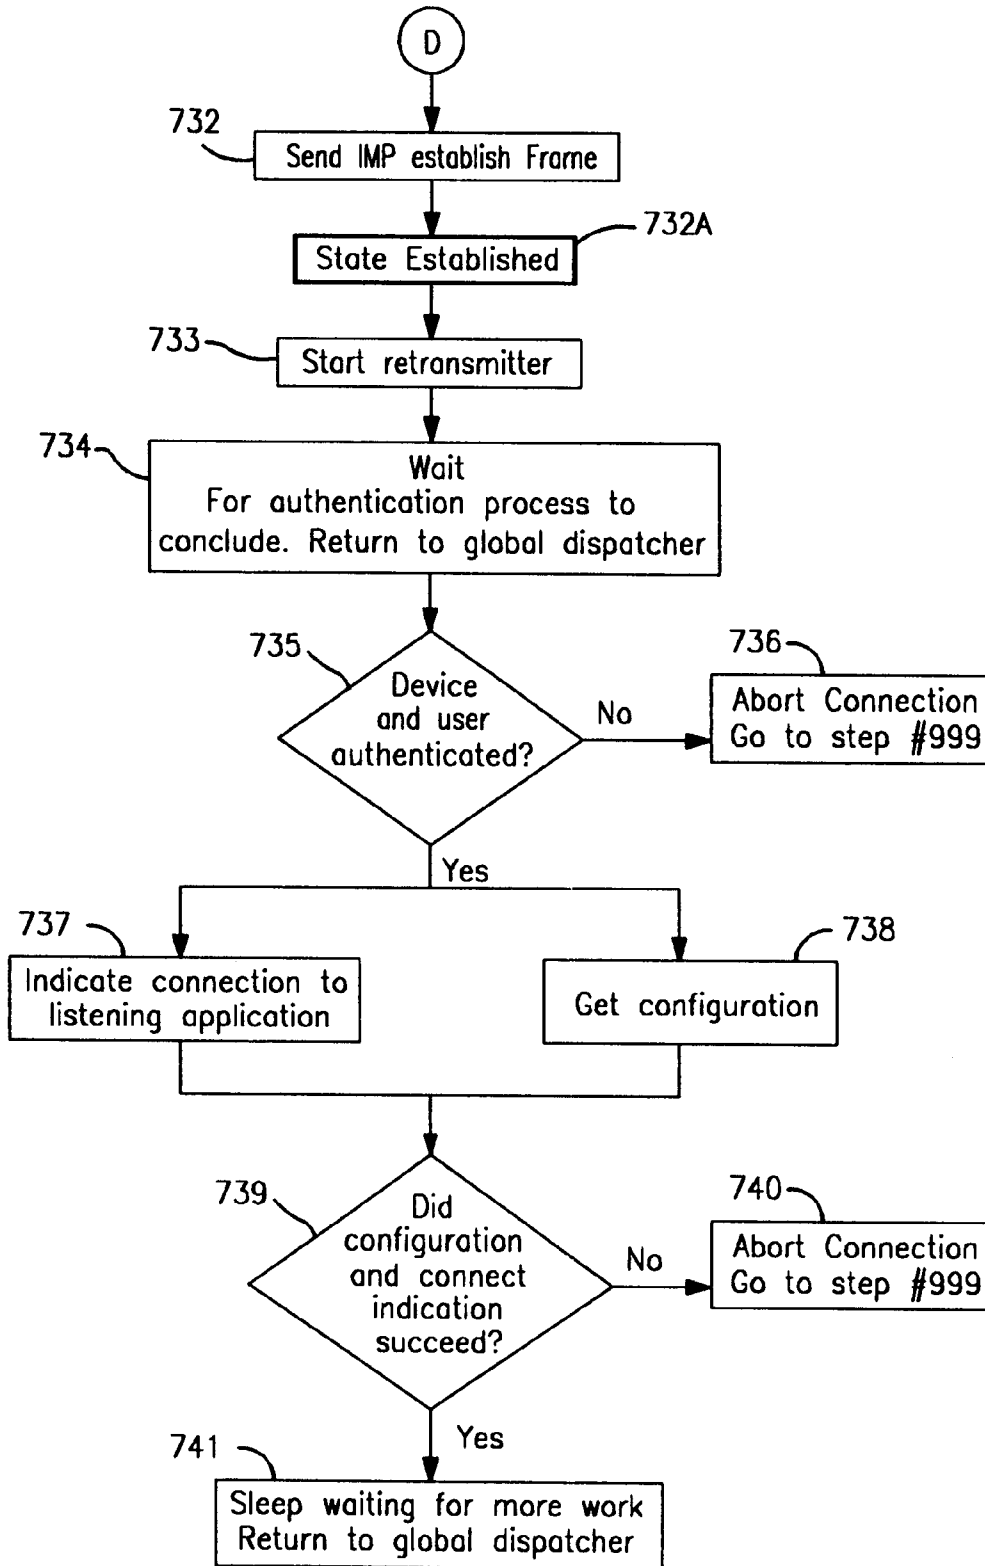 D
732
Send IMP establish Frame
732A
State Established
733
Start retransmitter
734
Wait
For authentication process to
conclude. Return to global dispatcher
735
Device
and user
authenticated?
No
736
Abort Connection
Go to step #999
Yes
737
Indicate connection to
listening application
738
Get configuration
739
Did
configuration
and connect
indication
succeed?
No
740
Abort Connection
Go to step #999
Yes
741
Sleep waiting for more work
Return to global dispatcher